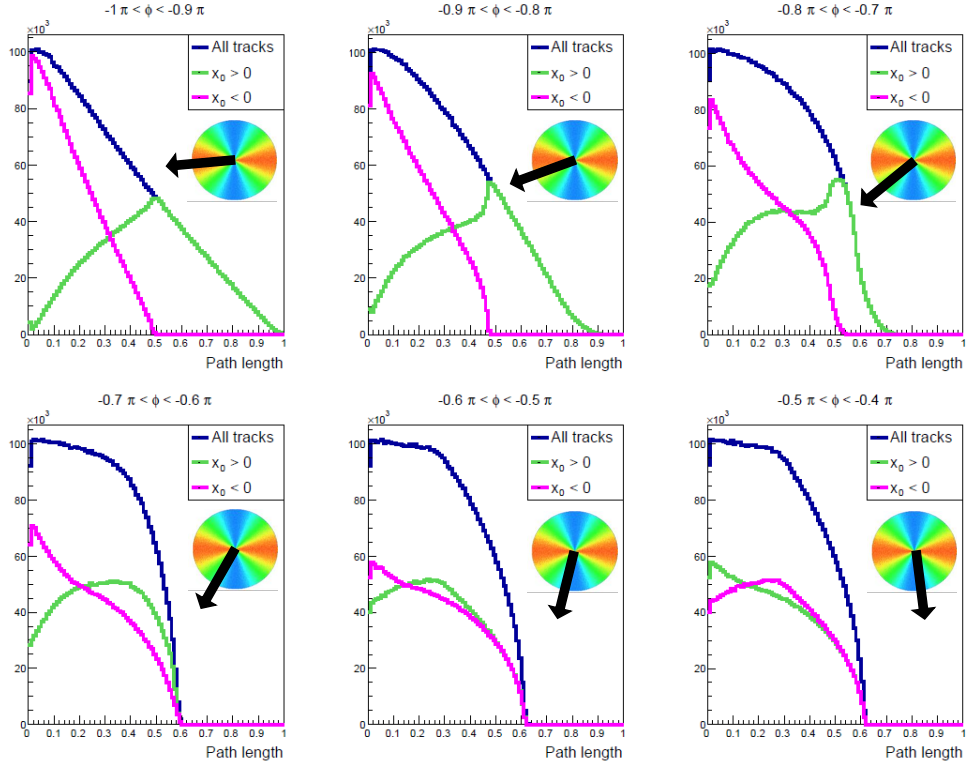 -1 π < ϕ < -0.9 π
×10³
100
80
60
40
20
0
0 0.1 0.2 0.3 0.4 0.5 0.6 0.7 0.8 0.9 1
Path length
All tracks
x₀ > 0
x₀ < 0
-0.9 π < ϕ < -0.8 π
×10³
100
80
60
40
20
0
0 0.1 0.2 0.3 0.4 0.5 0.6 0.7 0.8 0.9 1
Path length
All tracks
x₀ > 0
x₀ < 0
-0.8 π < ϕ < -0.7 π
×10³
100
80
60
40
20
0
0 0.1 0.2 0.3 0.4 0.5 0.6 0.7 0.8 0.9 1
Path length
All tracks
x₀ > 0
x₀ < 0
-0.7 π < ϕ < -0.6 π
×10³
100
80
60
40
20
0
0 0.1 0.2 0.3 0.4 0.5 0.6 0.7 0.8 0.9 1
Path length
All tracks
x₀ > 0
x₀ < 0
-0.6 π < ϕ < -0.5 π
×10³
100
80
60
40
20
0
0 0.1 0.2 0.3 0.4 0.5 0.6 0.7 0.8 0.9 1
Path length
All tracks
x₀ > 0
x₀ < 0
-0.5 π < ϕ < -0.4 π
×10³
100
80
60
40
20
0
0 0.1 0.2 0.3 0.4 0.5 0.6 0.7 0.8 0.9 1
Path length
All tracks
x₀ > 0
x₀ < 0